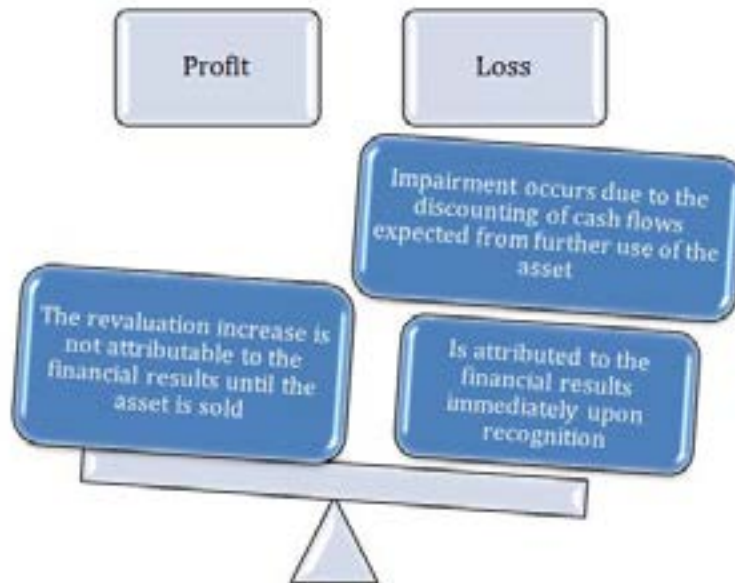 Profit
Loss
Impairment occurs due to the
discounting of cash flows
expected from further use of the
asset
The revaluation increase is
not attributable to the
financial results until the
asset is sold
Is attributed to the
financial results
immediately upon
recognition